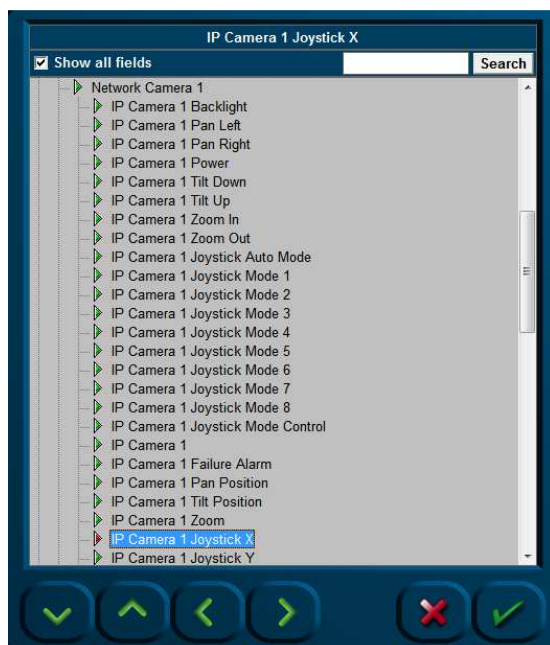 IP Camera 1 Joystick X
Show all fields Search
Network Camera 1
IP Camera 1 Backlight
IP Camera 1 Pan Left
IP Camera 1 Pan Right
IP Camera 1 Power
IP Camera 1 Tilt Down
IP Camera 1 Tilt Up
IP Camera 1 Zoom In
IP Camera 1 Zoom Out
IP Camera 1 Joystick Auto Mode
IP Camera 1 Joystick Mode 1
IP Camera 1 Joystick Mode 2
IP Camera 1 Joystick Mode 3
IP Camera 1 Joystick Mode 4
IP Camera 1 Joystick Mode 5
IP Camera 1 Joystick Mode 6
IP Camera 1 Joystick Mode 7
IP Camera 1 Joystick Mode 8
IP Camera 1 Joystick Mode Control
IP Camera 1
IP Camera 1 Failure Alarm
IP Camera 1 Pan Position
IP Camera 1 Tilt Position
IP Camera 1 Zoom
IP Camera 1 Joystick X
IP Camera 1 Joystick Y